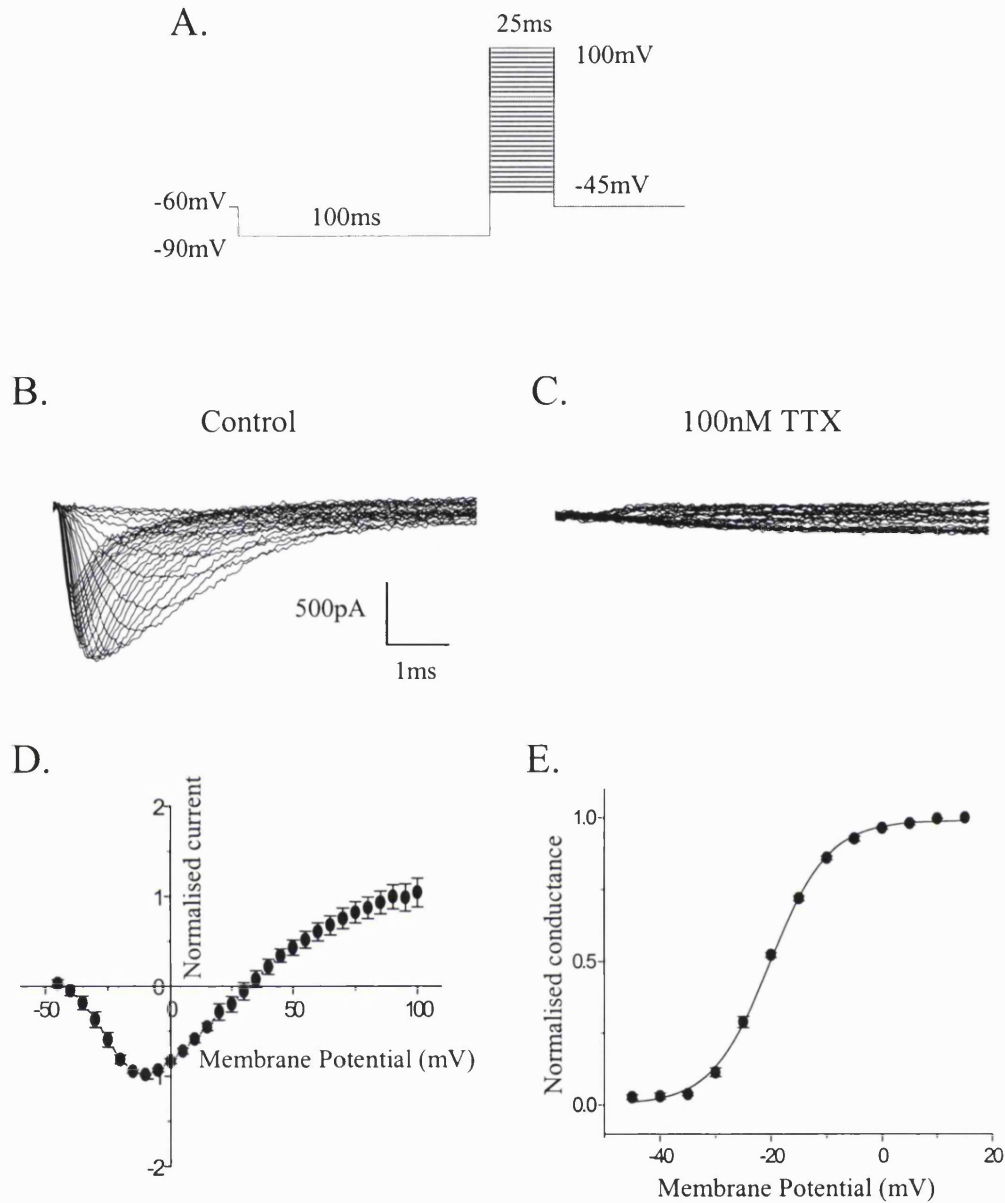 A.
25ms
100mV
-45mV
-60mV
100ms
-90mV
B.
Control
C.
100nM TTX
500pA
1ms
D.
2
Normalised current
1
0
-50
0
50
100
Membrane Potential (mV)
-1
-2
E.
Normalised conductance
1.0
0.5
0.0
-40
-20
0
20
Membrane Potential (mV)